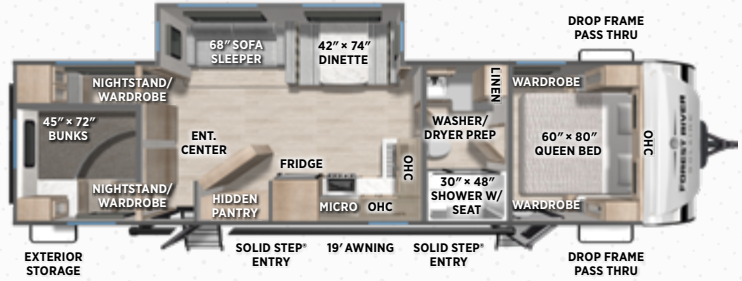 DROP FRAME
PASS THRU
68" SOFA
SLEEPER
42" × 74"
DINETTE
NIGHTSTAND/
WARDROBE
LINEN
WARDROBE
45" × 72"
BUNKS
ENT.
CENTER
WASHER/
DRYER PREP
60" × 80"
QUEEN BED
OHC
FOREST RIVER
FRIDGE
OHC
NIGHTSTAND/
WARDROBE
HIDDEN
PANTRY
MICRO
OHC
30" × 48"
SHOWER W/
SEAT
WARDROBE
EXTERIOR
STORAGE
SOLID STEP®
ENTRY
19' AWNING
SOLID STEP®
ENTRY
DROP FRAME
PASS THRU